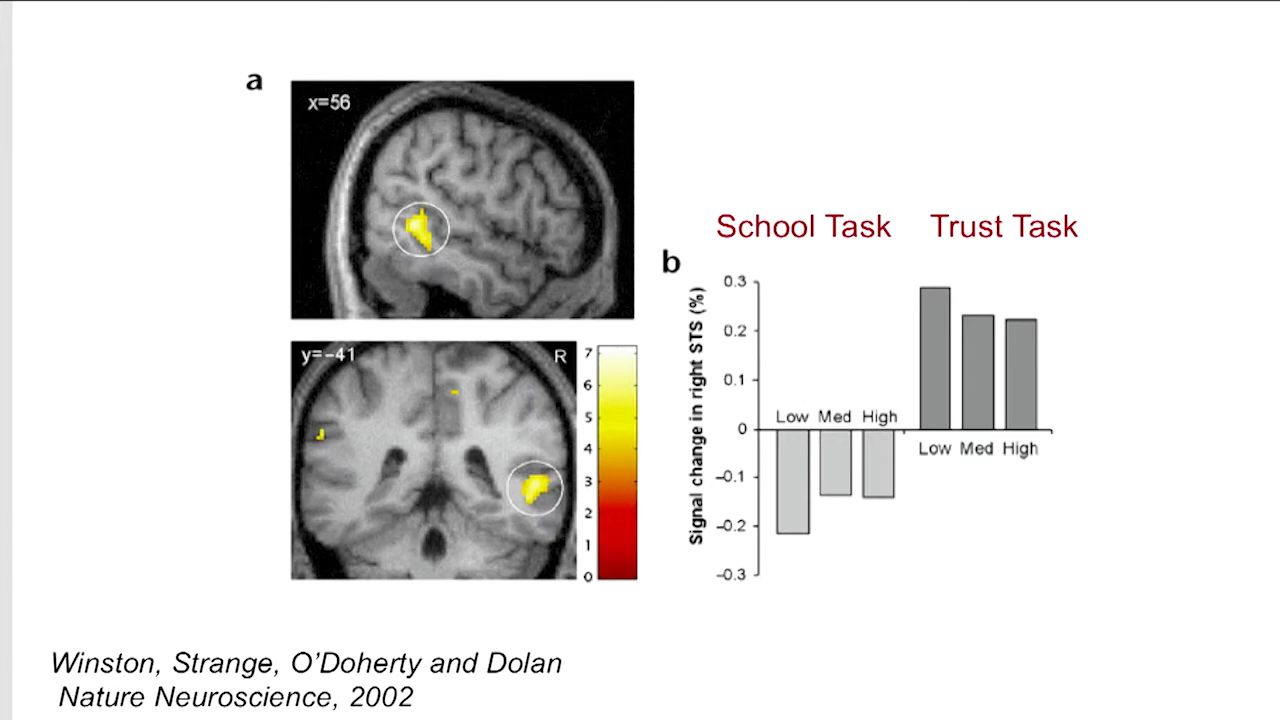 a
x=56
y=–41
R
7
6
5
4
3
2
1
0
School Task Trust Task
b
Signal change in right STS (%)
0.3
0.2
0.1
0
–0.1
–0.2
–0.3
Low Med High
Low Med High
Winston, Strange, O’Doherty and Dolan
Nature Neuroscience, 2002